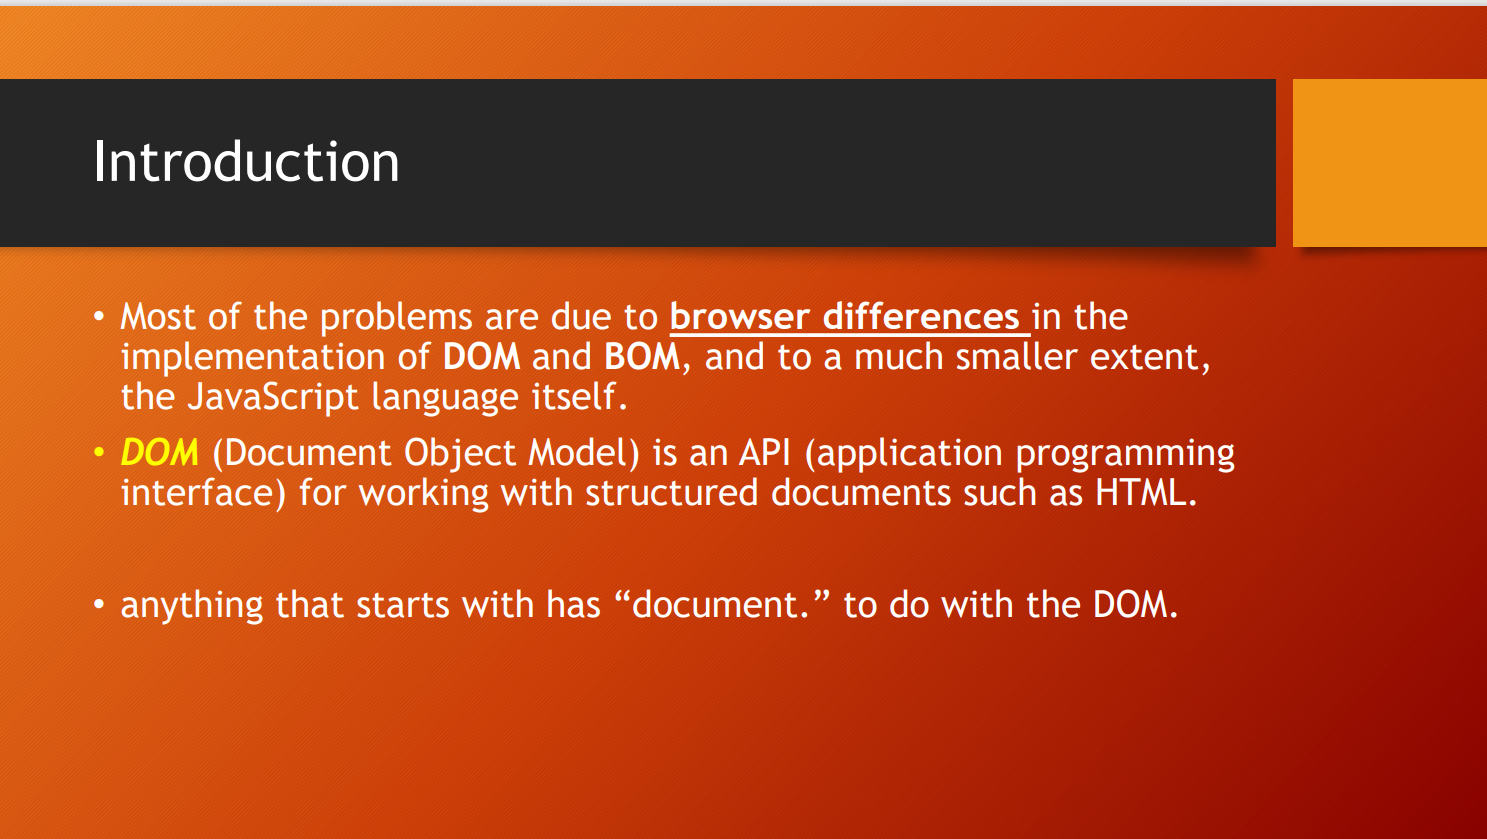 Introduction
• Most of the problems are due to browser differences in the
implementation of DOM and BOM, and to a much smaller extent,
the JavaScript language itself.
• DOM (Document Object Model) is an API (application programming
interface) for working with structured documents such as HTML.
• anything that starts with has “document.” to do with the DOM.